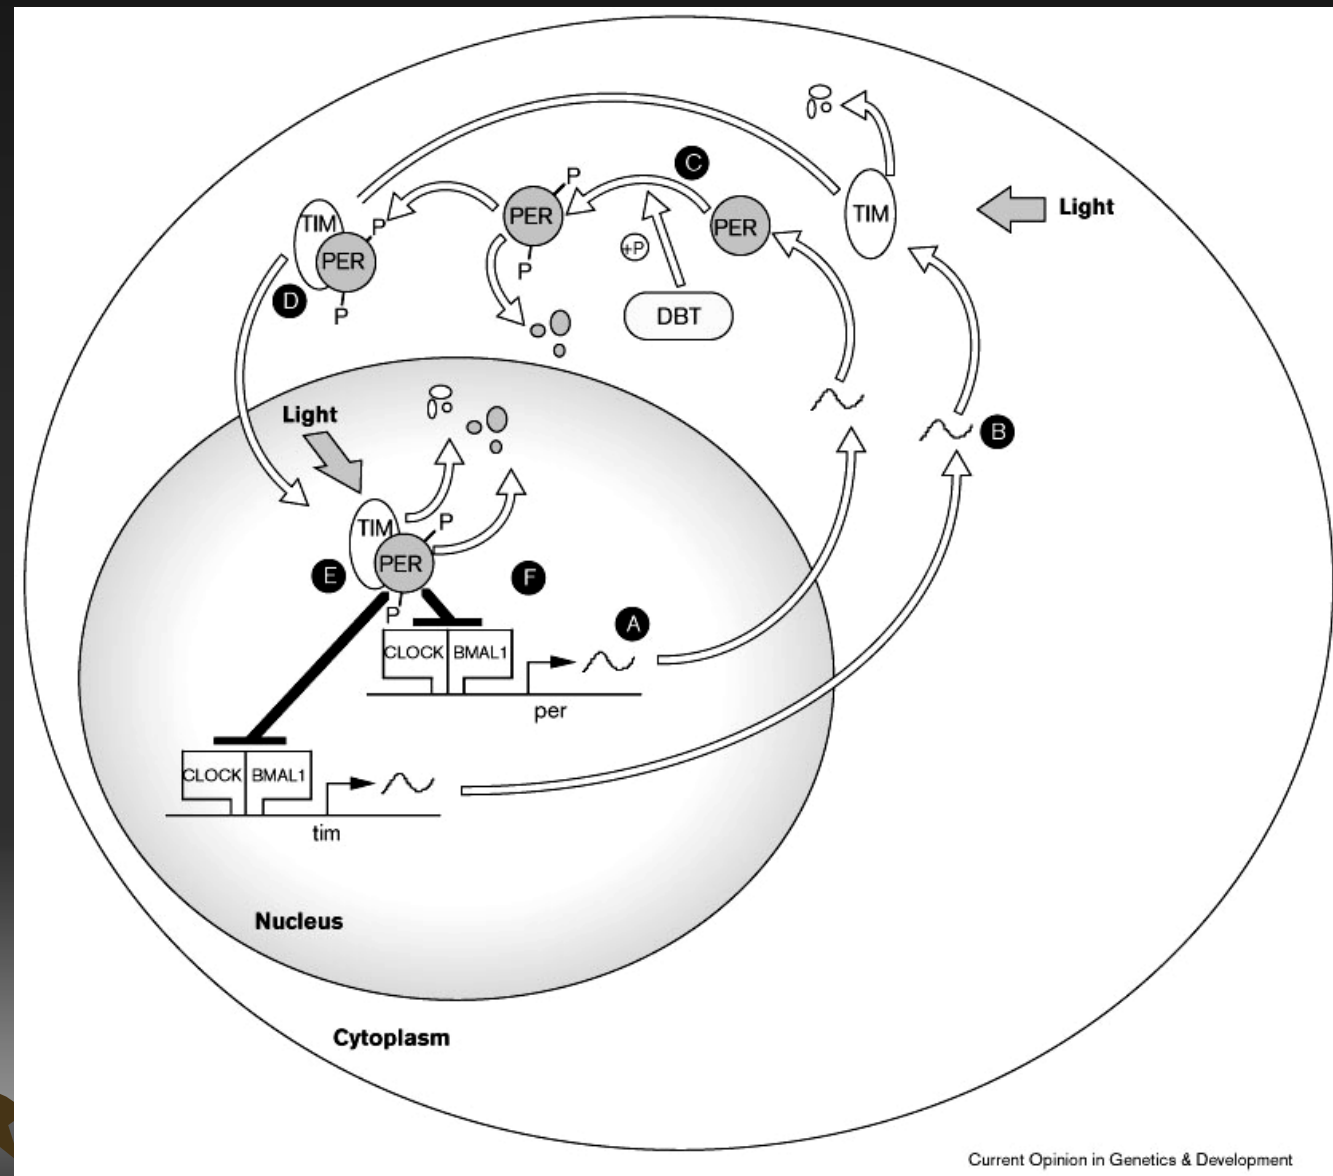 C
P
TIM
P
PER
PER
PER
TIM
Light
P
+P
D
P
DBT
Light
B
TIM
P
PER
E
F
P
A
CLOCK BMAL1
per
CLOCK BMAL1
tim
Nucleus
Cytoplasm
Current Opinion in Genetics & Development